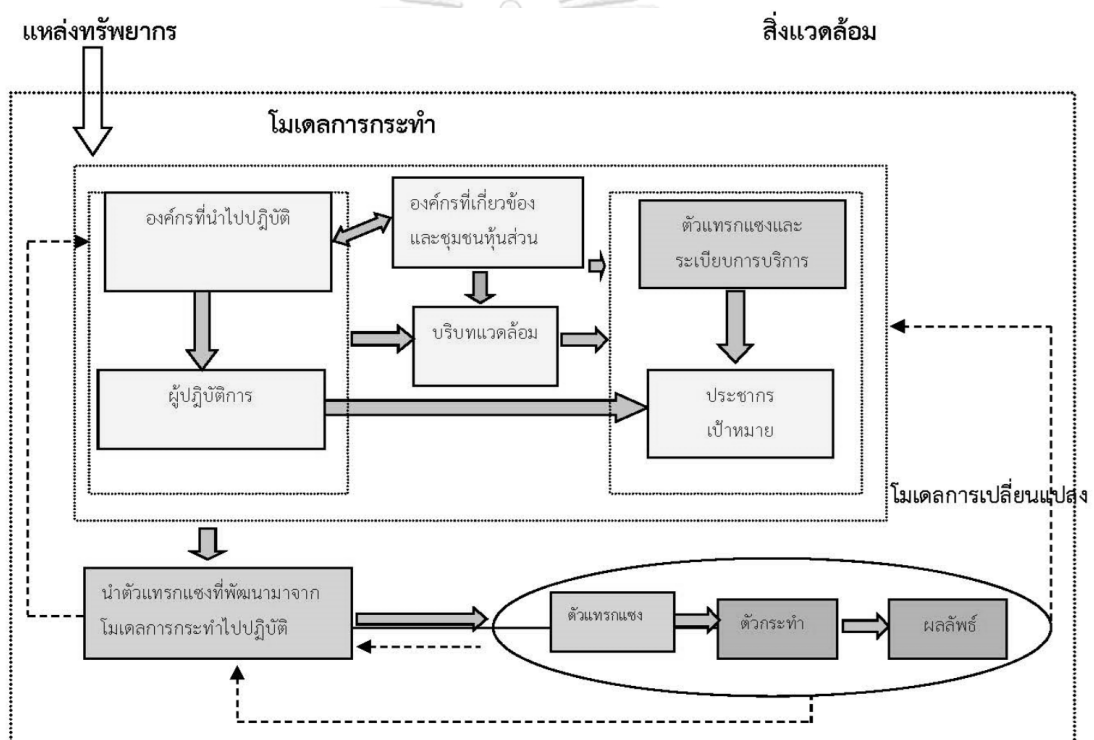 แหล่งทรัพยากร
สิ่งแวดล้อม
โมเดลการกระทำ
องค์กรที่นำไปปฎิบัติ
องค์กรที่เกี่ยวข้อง
และชุมชนหุ้นส่วน
ตัวแทรกแซงและ
ระเบียบการบริการ
บริบทแวดล้อม
ผู้ปฎิบัติการ
ประชากร
เป้าหมาย
โมเดลการเปลี่ยนแปลง
นำตัวแทรกแซงที่พัฒนามาจาก
โมเดลการกระทำไปปฎิบัติ
ตัวแทรกแซง
ตัวกระทำ
ผลลัพธ์